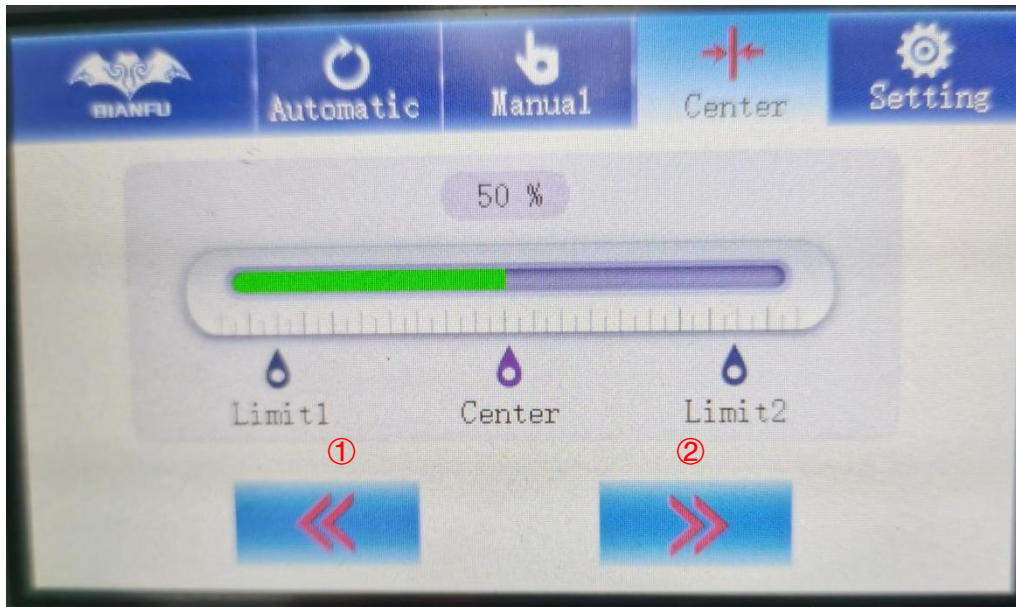 BIANFU
Automatic
Manual
Center
Setting
50 %
Limit1
Center
Limit2
①
②